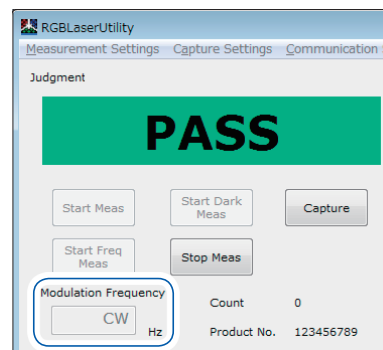 RGBLaserUtility
Measurement Settings Capture Settings Communication
Judgment
PASS
Start Meas
Start Dark
Meas
Capture
Start Freq
Meas
Stop Meas
Modulation Frequency
CW Hz
Count 0
Product No. 123456789